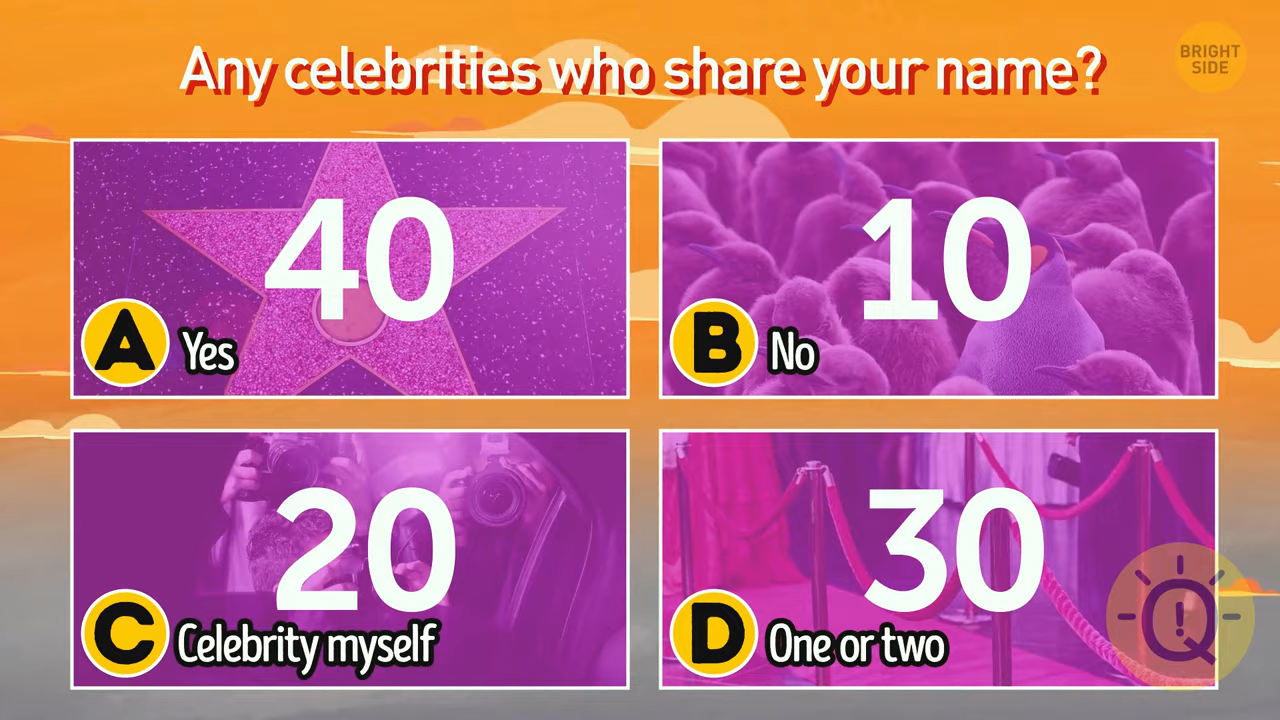 Any celebrities who share your name?
BRIGHT
SIDE
40
A Yes
10
B No
20
C Celebrity myself
30
D One or two
Q!